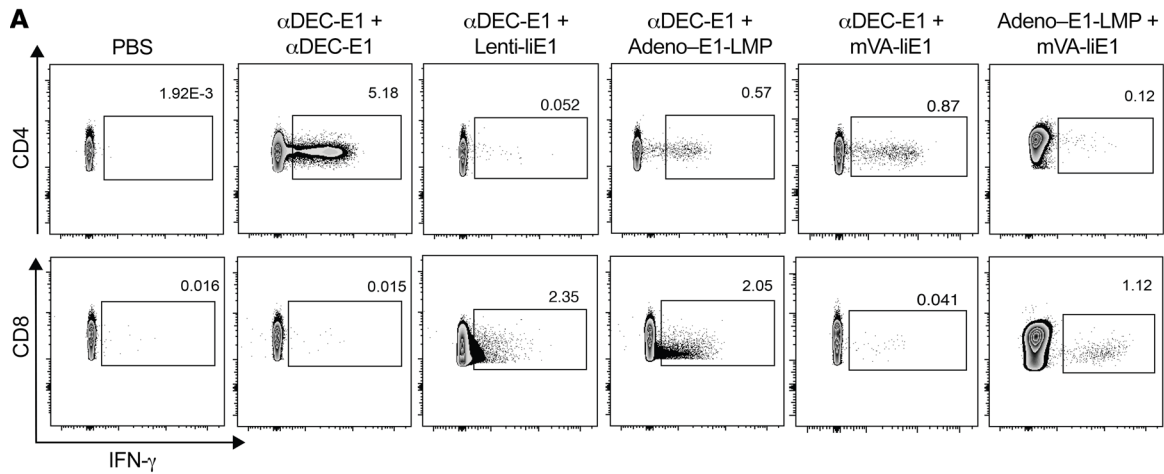 A
PBS
αDEC-E1 +
αDEC-E1
αDEC-E1 +
Lenti-liE1
αDEC-E1 +
Adeno–E1-LMP
αDEC-E1 +
mVA-liE1
Adeno–E1-LMP +
mVA-liE1
CD4
1.92E-3
5.18
0.052
0.57
0.87
0.12
CD8
0.016
0.015
2.35
2.05
0.041
1.12
IFN-γ